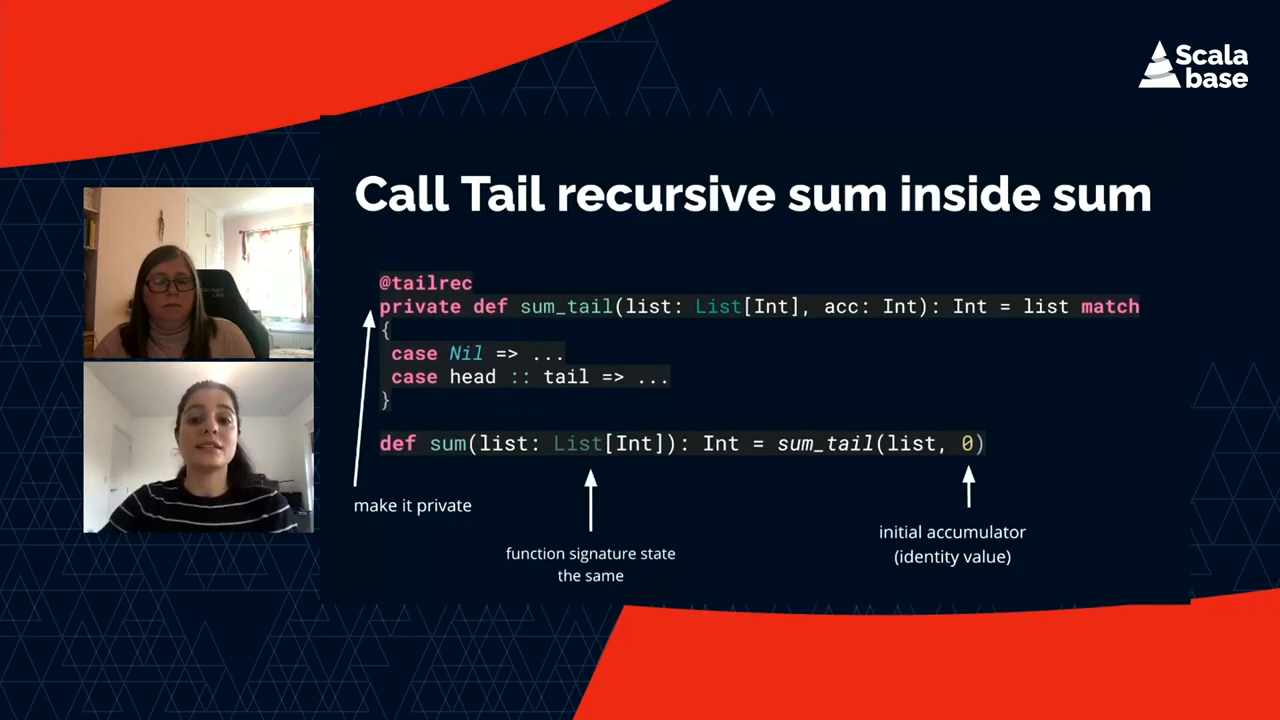 Scala
base
Call Tail recursive sum inside sum
@tailrec
private def sum_tail(list: List[Int], acc: Int): Int = list match
{
case Nil => ...
case head :: tail => ...
}
def sum(list: List[Int]): Int = sum_tail(list, 0)
make it private
function signature state
the same
initial accumulator
(identity value)